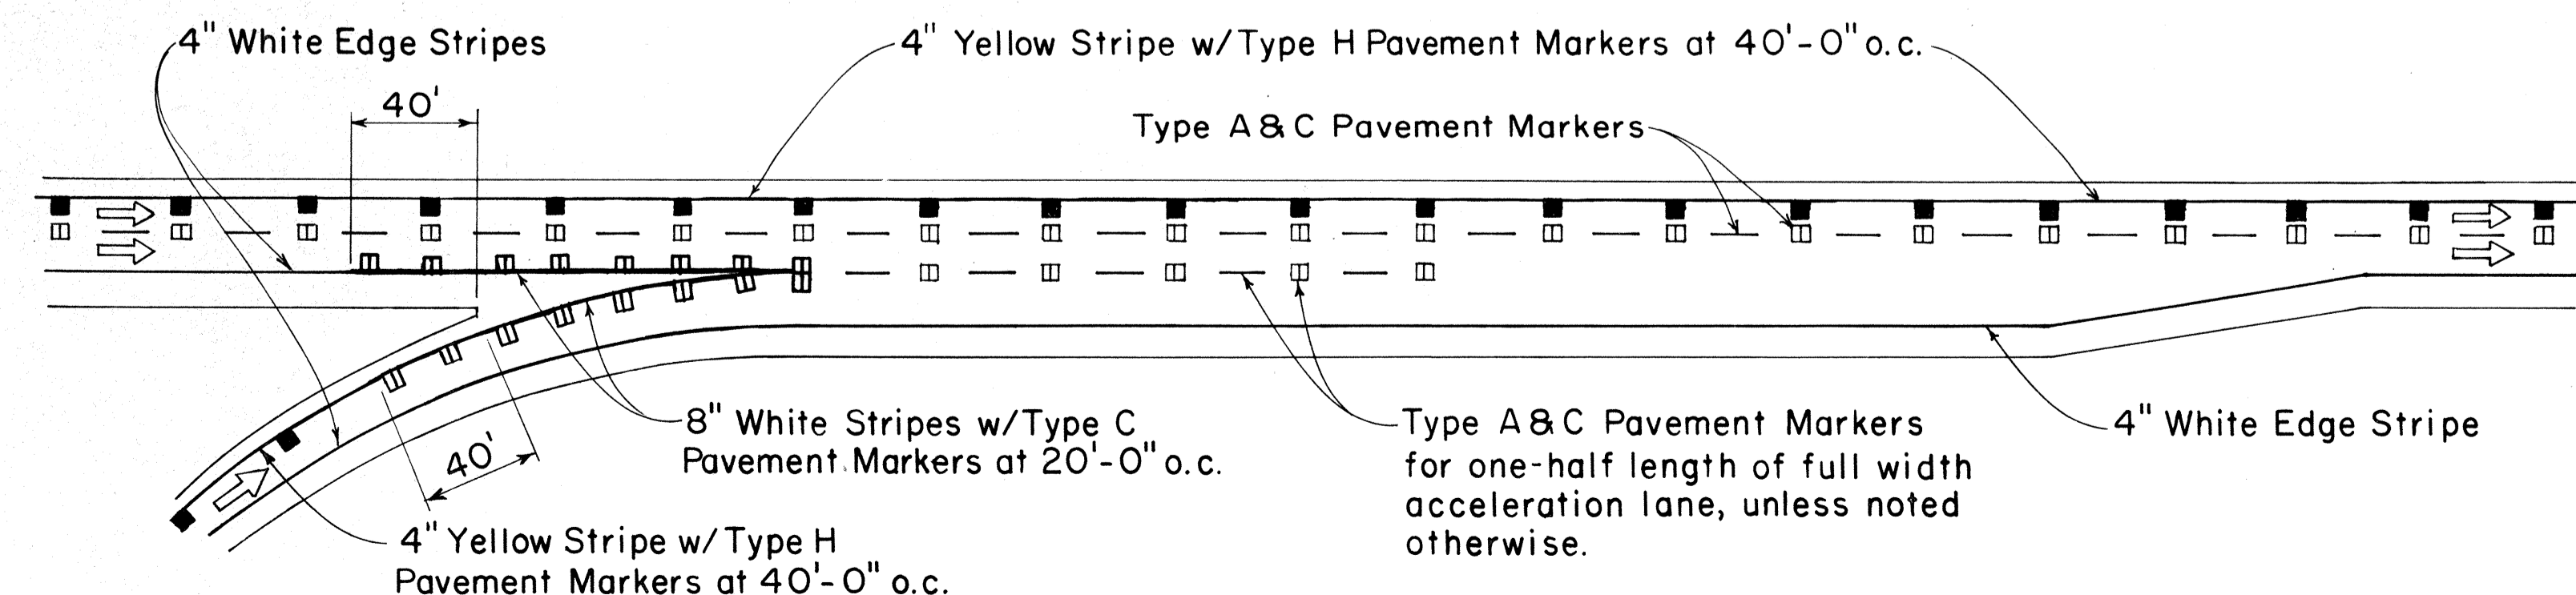 4" White Edge Stripes
4" Yellow Stripe w/Type H Pavement Markers at 40'-0" o.c.
40'
Type A & C Pavement Markers
8" White Stripes w/Type C
Pavement Markers at 20'-0" o.c.
40'
Type A & C Pavement Markers
for one-half length of full width
acceleration lane, unless noted
otherwise.
4" White Edge Stripe
4" Yellow Stripe w/Type H
Pavement Markers at 40'-0" o.c.